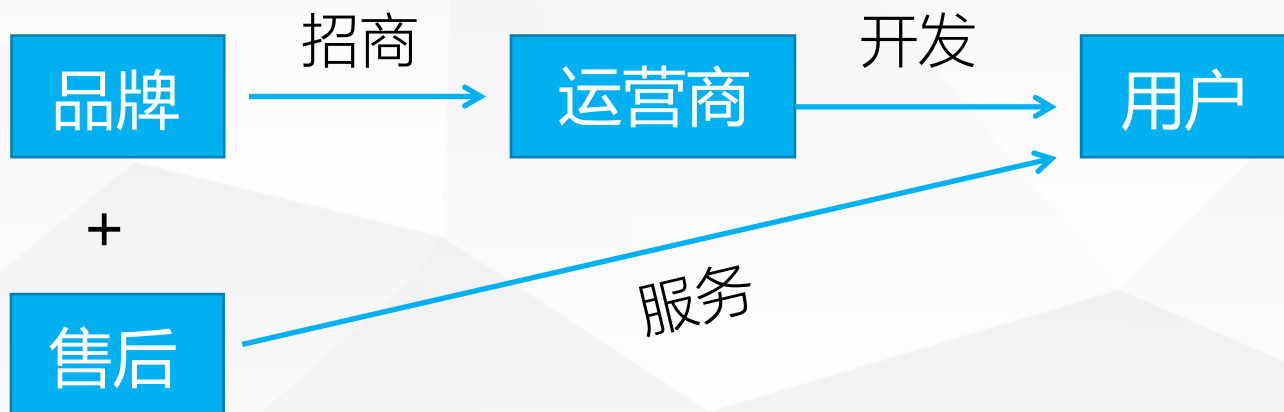 招商
开发
品牌
运营商
用户
+
服务
售后